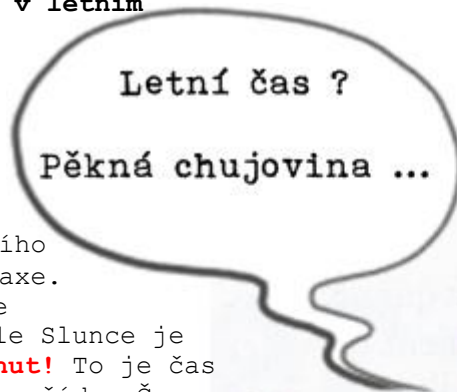 v letním
Letní čas ?
Pěkná chujovina ...
ího
axe.
e
le Slunce je
nut! To je čas